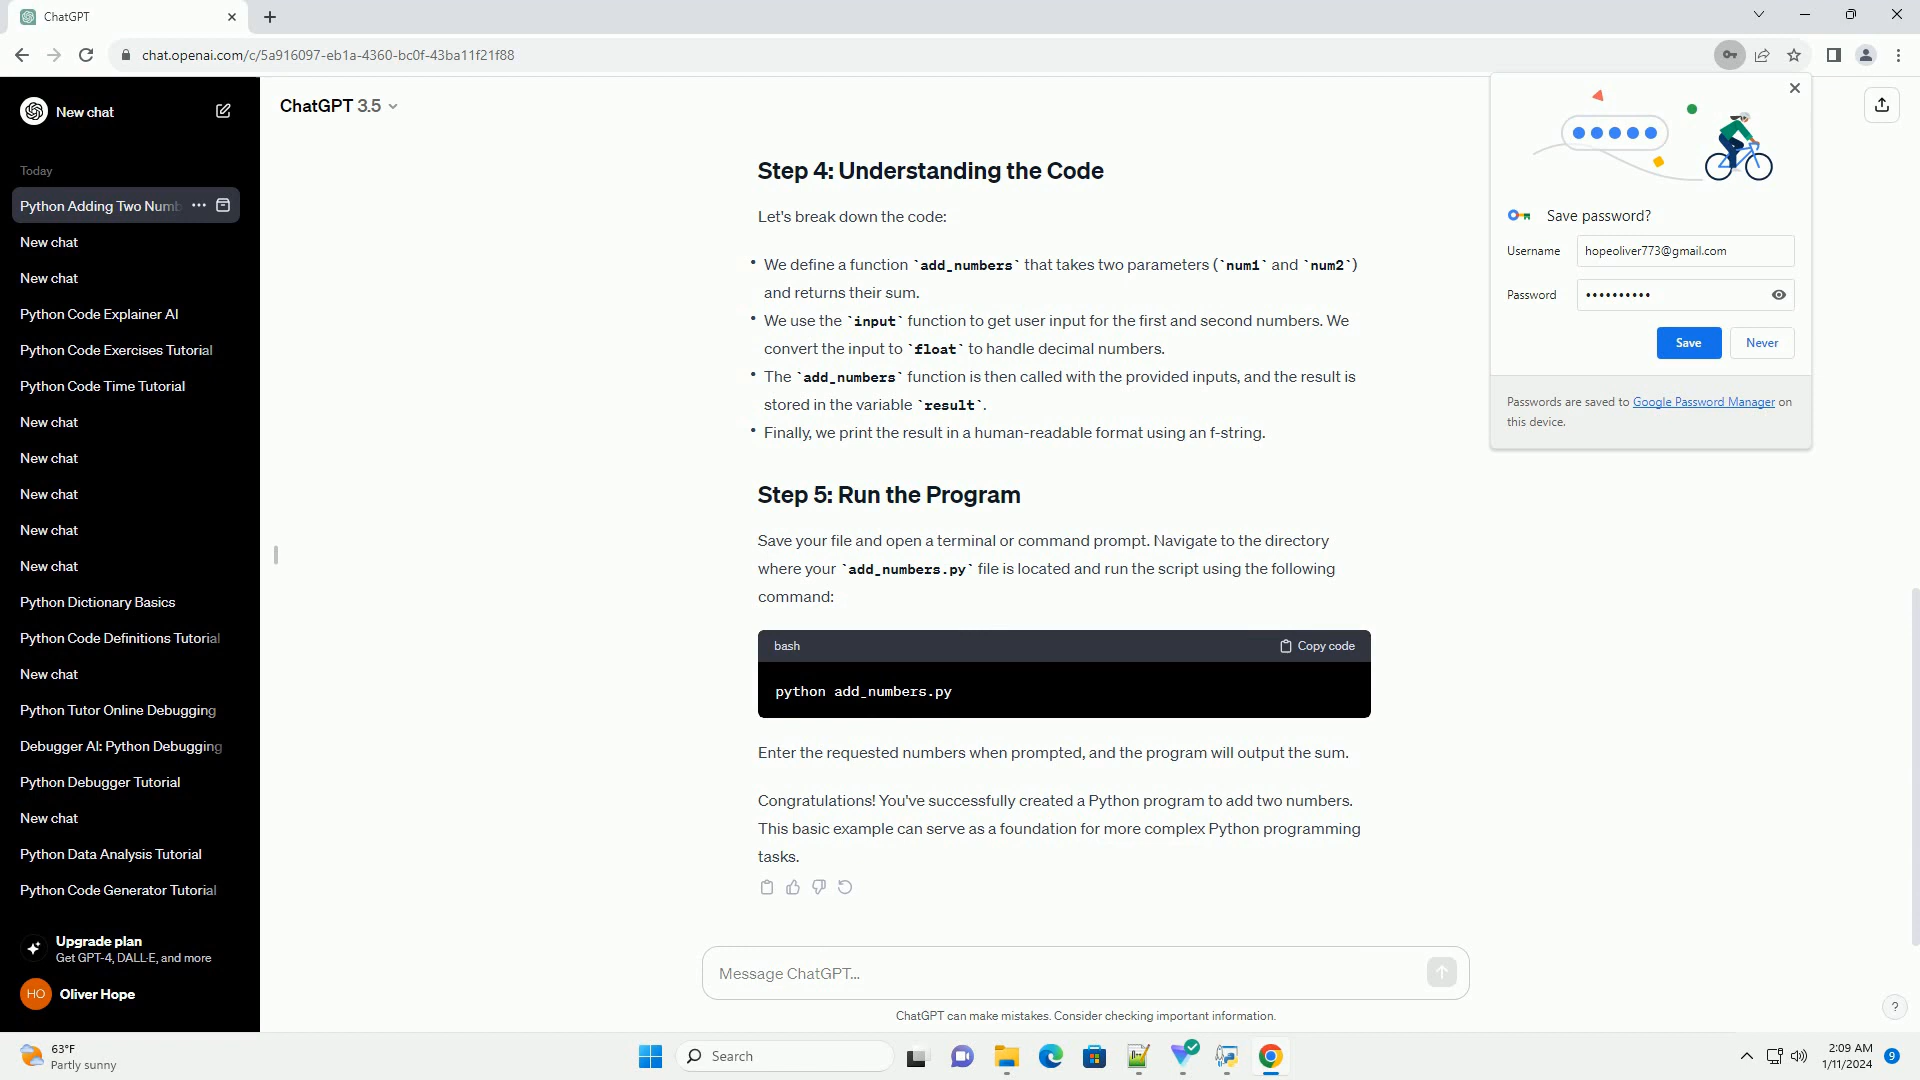 ChatGPT
chat.openai.com/c/5a916097-eb1a-4360-bc0f-43ba11f21f88
New chat
Today
Python Adding Two Numb
New chat
New chat
Python Code Explainer AI
Python Code Exercises Tutorial
Python Code Time Tutorial
New chat
New chat
New chat
New chat
New chat
Python Dictionary Basics
Python Code Definitions Tutorial
New chat
Python Tutor Online Debugging
Debugger AI: Python Debugging
Python Debugger Tutorial
New chat
Python Data Analysis Tutorial
Python Code Generator Tutorial
Upgrade plan
Get GPT-4, DALL·E, and more
HO Oliver Hope
ChatGPT 3.5
Step 4: Understanding the Code
Let's break down the code:
• We define a function `add_numbers` that takes two parameters (`num1` and `num2`)
and returns their sum.
• We use the `input` function to get user input for the first and second numbers. We
convert the input to `float` to handle decimal numbers.
• The `add_numbers` function is then called with the provided inputs, and the result is
stored in the variable `result`.
• Finally, we print the result in a human-readable format using an f-string.
Step 5: Run the Program
Save your file and open a terminal or command prompt. Navigate to the directory
where your `add_numbers.py` file is located and run the script using the following
command:
bash Copy code
python add_numbers.py
Enter the requested numbers when prompted, and the program will output the sum.
Congratulations! You've successfully created a Python program to add two numbers.
This basic example can serve as a foundation for more complex Python programming
tasks.
Message ChatGPT...
ChatGPT can make mistakes. Consider checking important information.
?
Save password?
Username hopeoliver773@gmail.com
Password ••••••••••
Save Never
Passwords are saved to Google Password Manager on
this device.
63°F
Partly sunny
Search
2:09 AM
1/11/2024
9